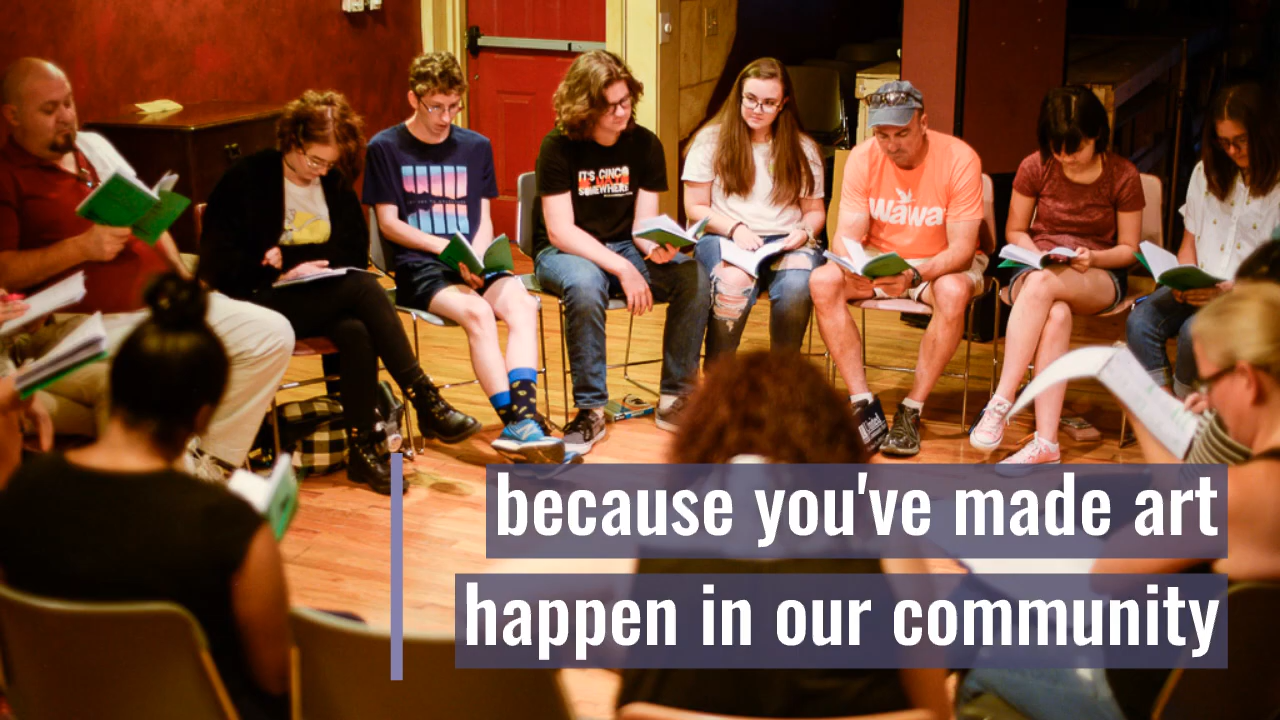 IT'S CINCO
SOMEWHERE
Wawa
because you've made art
happen in our community